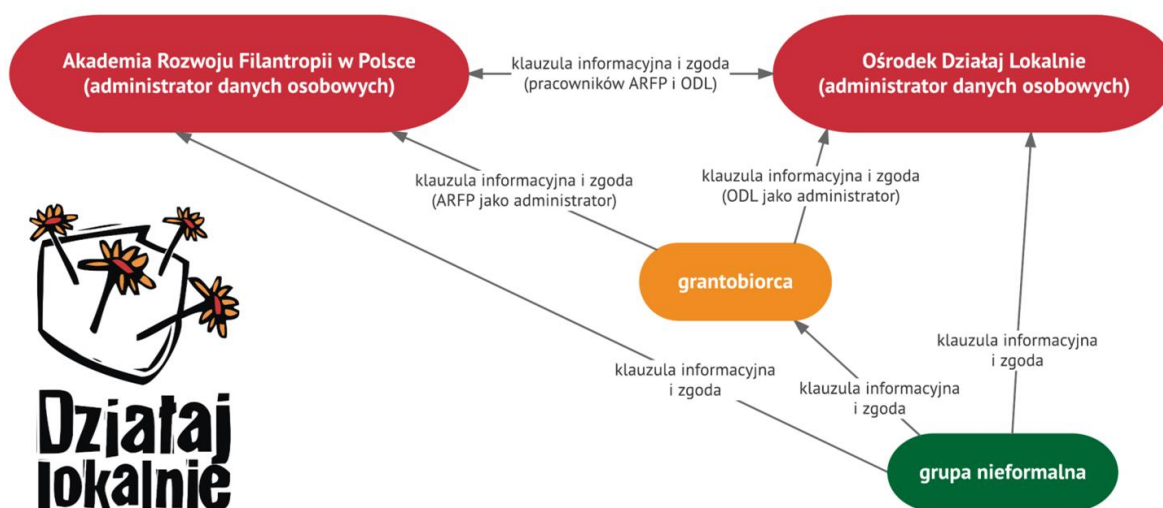 Akademia Rozwoju Filantropii w Polsce
(administrator danych osobowych)
klauzula informacyjna i zgoda
(pracowników ARFP i ODL)
Ośrodek Działaj Lokalnie
(administrator danych osobowych)
klauzula informacyjna i zgoda
(ARFP jako administrator)
klauzula informacyjna i zgoda
(ODL jako administrator)
grantobiorca
klauzula informacyjna
i zgoda
klauzula informacyjna
i zgoda
klauzula informacyjna
i zgoda
grupa nieformalna
Działaj
lokalnie